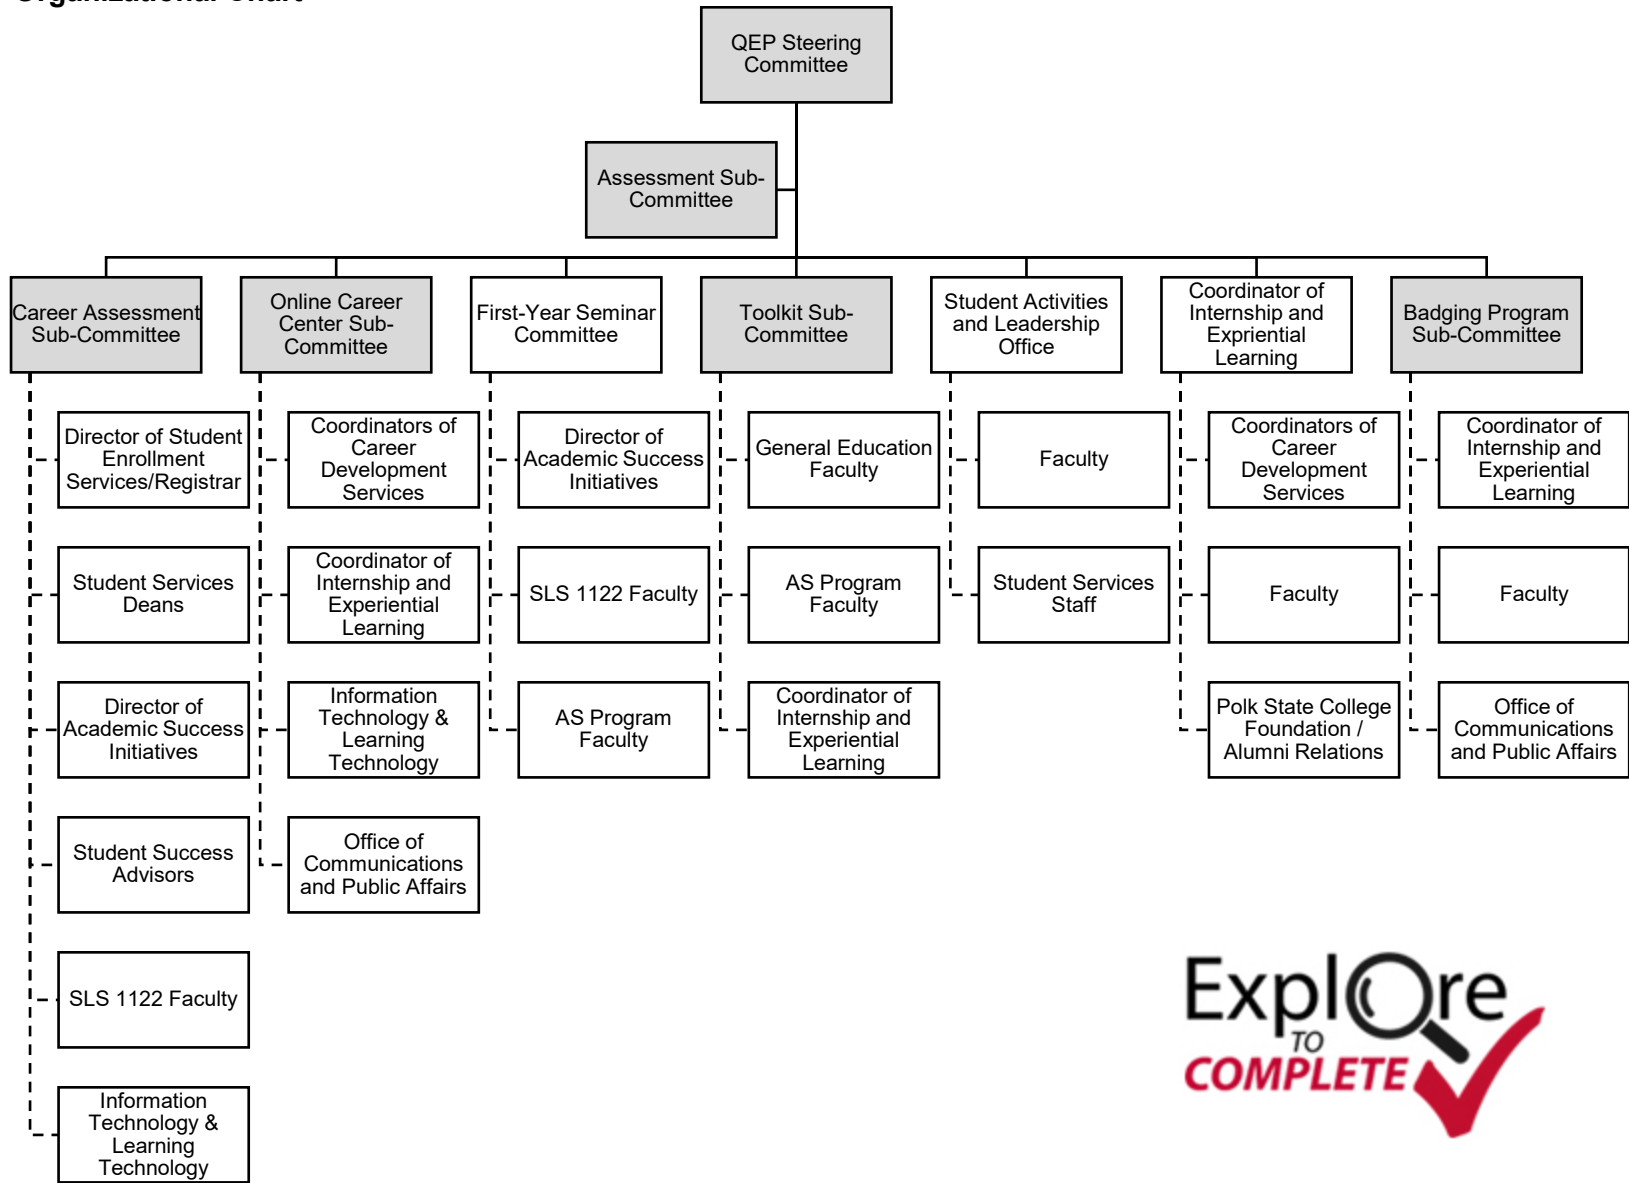 Organizational Chart
QEP Steering
Committee
Assessment Sub-
Committee
Career Assessment
Sub-Committee
Online Career
Center Sub-
Committee
First-Year Seminar
Committee
Toolkit Sub-
Committee
Student Activities
and Leadership
Office
Coordinator of
Internship and
Expriential
Learning
Badging Program
Sub-Committee
Director of Student
Enrollment
Services/Registrar
Student Services
Deans
Director of
Academic Success
Initiatives
Student Success
Advisors
SLS 1122 Faculty
Information
Technology &
Learning
Technology
Coordinators of
Career
Development
Services
Coordinator of
Internship and
Experiential
Learning
Information
Technology &
Learning
Technology
Office of
Communications
and Public Affairs
Director of
Academic Success
Initiatives
SLS 1122 Faculty
AS Program
Faculty
General Education
Faculty
AS Program
Faculty
Coordinator of
Internship and
Experiential
Learning
Faculty
Student Services
Staff
Coordinators of
Career
Development
Services
Faculty
Polk State College
Foundation /
Alumni Relations
Coordinator of
Internship and
Experiential
Learning
Faculty
Office of
Communications
and Public Affairs
Explore
TO
COMPLETE